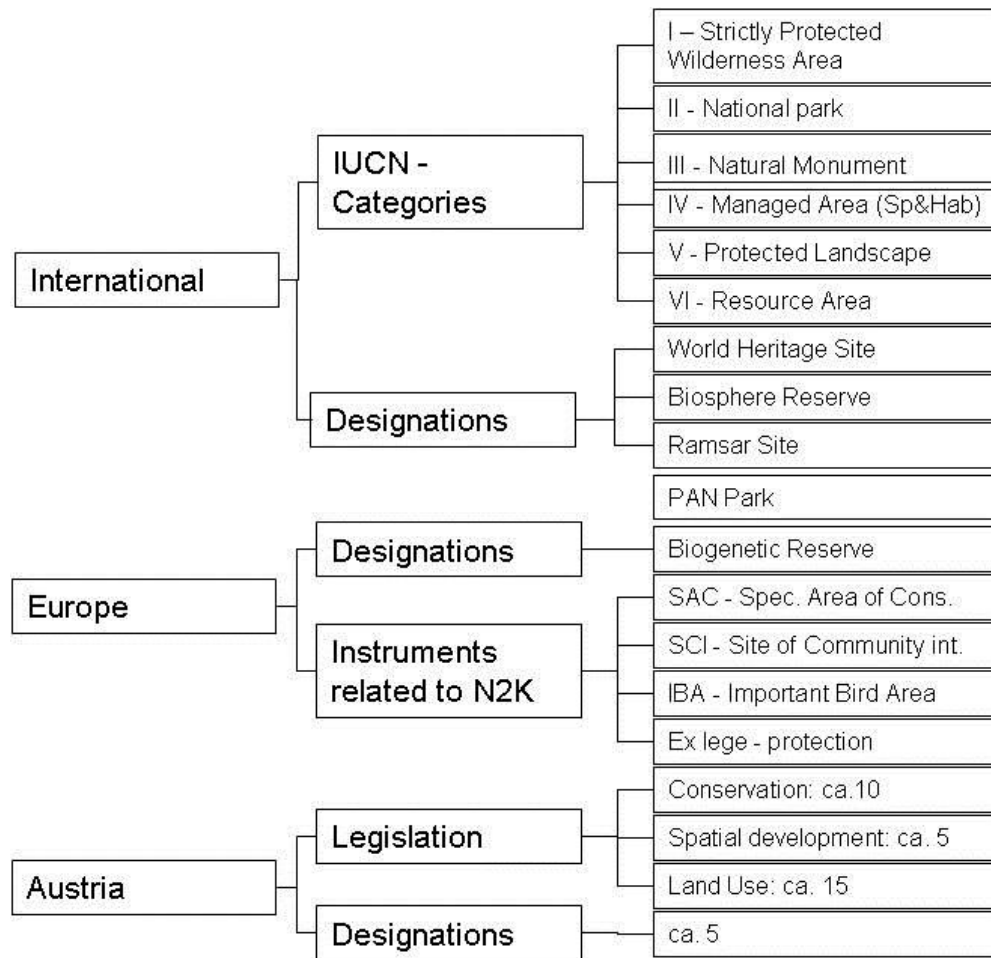 International
IUCN -
Categories
I – Strictly Protected
Wilderness Area
II - National park
III - Natural Monument
IV - Managed Area (Sp&Hab)
V - Protected Landscape
VI - Resource Area
Designations
World Heritage Site
Biosphere Reserve
Ramsar Site
PAN Park
Europe
Designations
Biogenetic Reserve
Instruments
related to N2K
SAC - Spec. Area of Cons.
SCI - Site of Community int.
IBA - Important Bird Area
Ex lege - protection
Austria
Legislation
Conservation: ca.10
Spatial development: ca. 5
Land Use: ca. 15
Designations
ca. 5